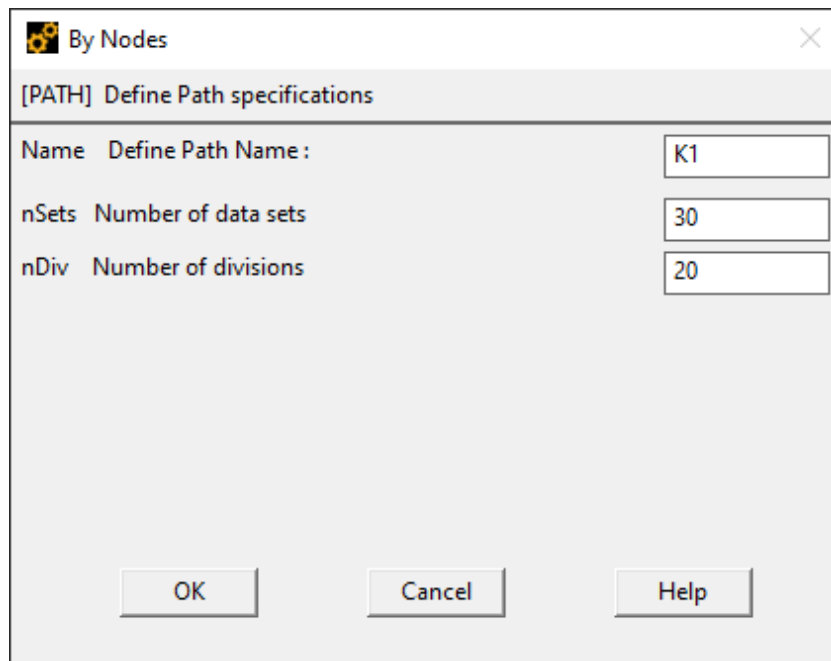 By Nodes
[PATH] Define Path specifications
Name Define Path Name : K1
nSets Number of data sets 30
nDiv Number of divisions 20
OK Cancel Help